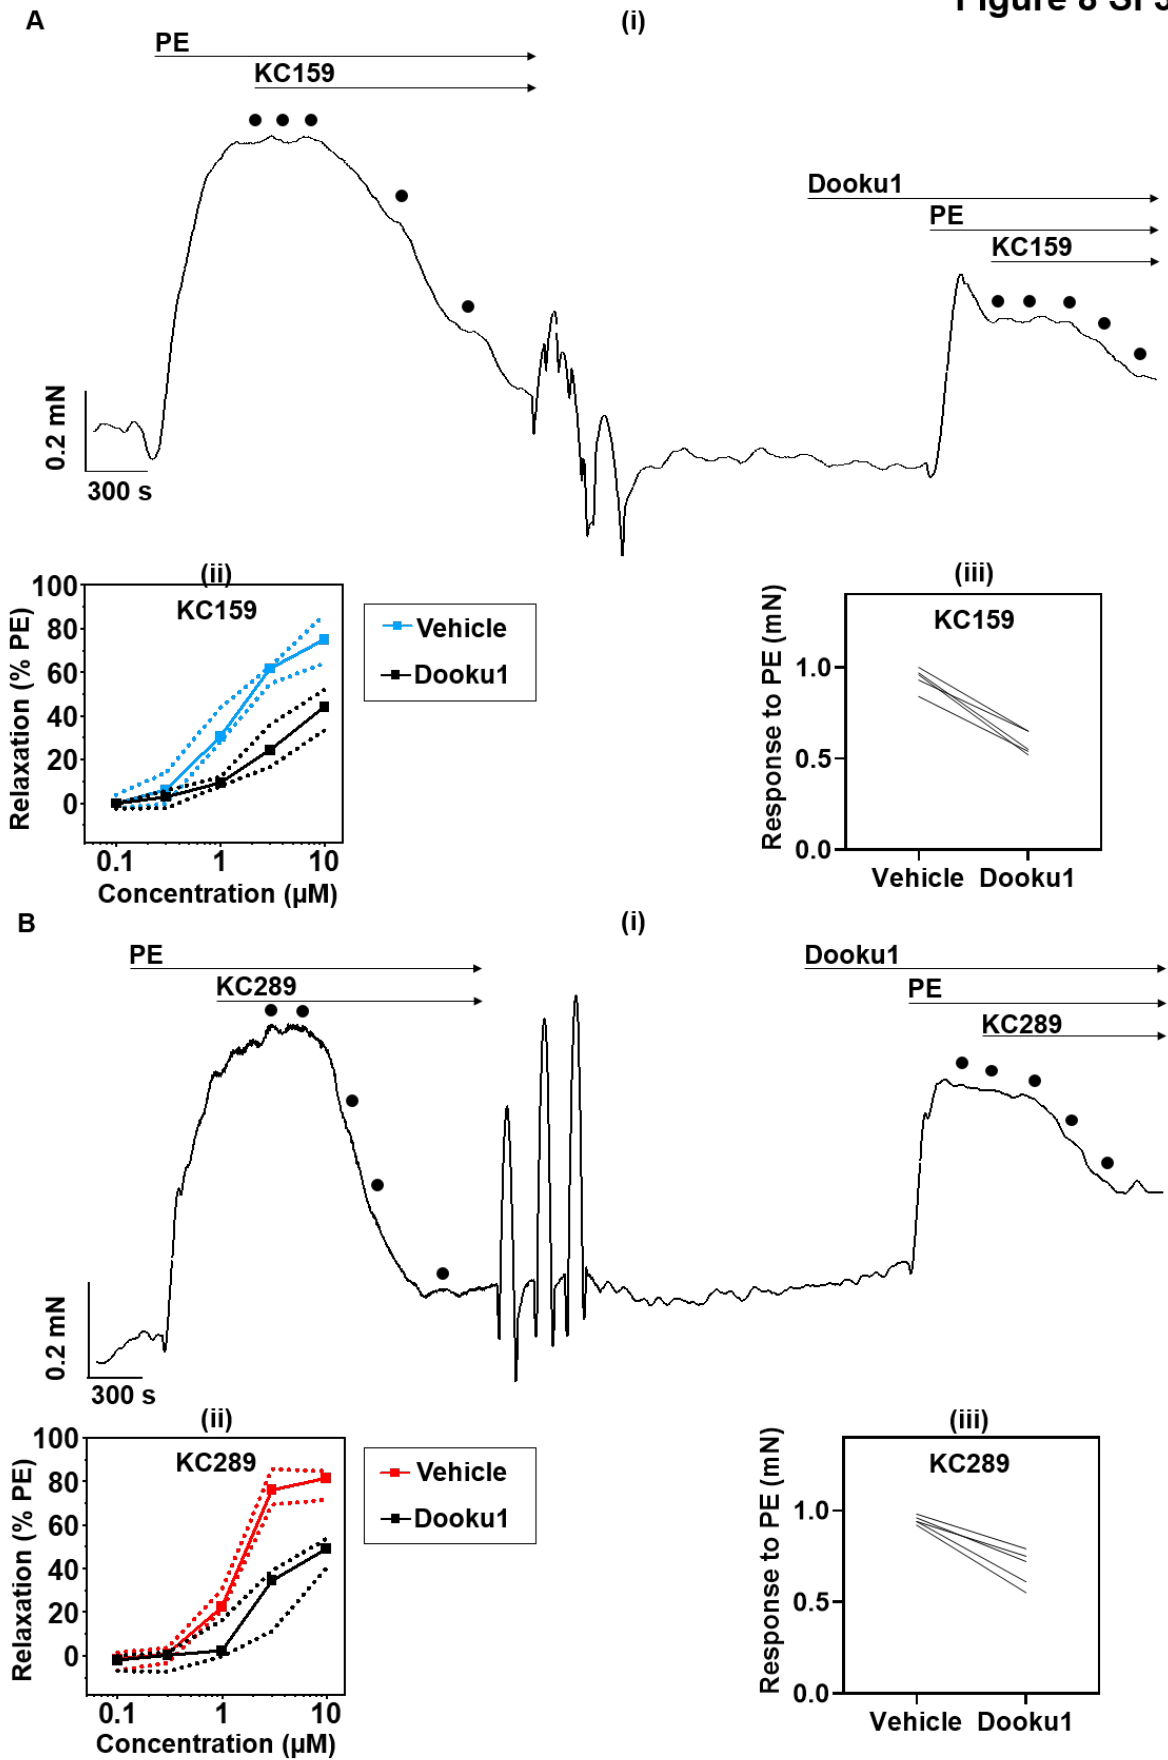 Figure 8 SF5
A
(i)
PE
KC159
Dooku1
PE
KC159
0.2 mN
300 s
(ii)
KC159
Relaxation (% PE)
100
80
60
40
20
0
0.1
1
10
Concentration (µM)
Vehicle
Dooku1
(iii)
KC159
Response to PE (mN)
1.0
0.5
0.0
Vehicle Dooku1
B
(i)
PE
KC289
Dooku1
PE
KC289
0.2 mN
300 s
(ii)
KC289
Relaxation (% PE)
100
80
60
40
20
0
0.1
1
10
Concentration (µM)
Vehicle
Dooku1
(iii)
KC289
Response to PE (mN)
1.0
0.5
0.0
Vehicle Dooku1